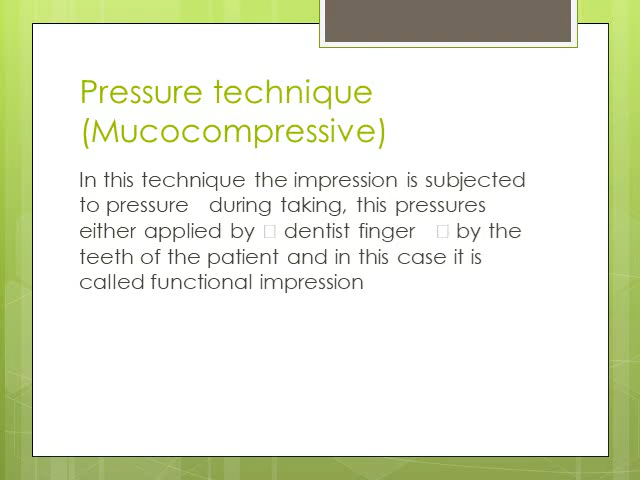 Pressure technique
(Mucocompressive)
In this technique the impression is subjected
to pressure during taking, this pressures
either applied by □ dentist finger □ by the
teeth of the patient and in this case it is
called functional impression